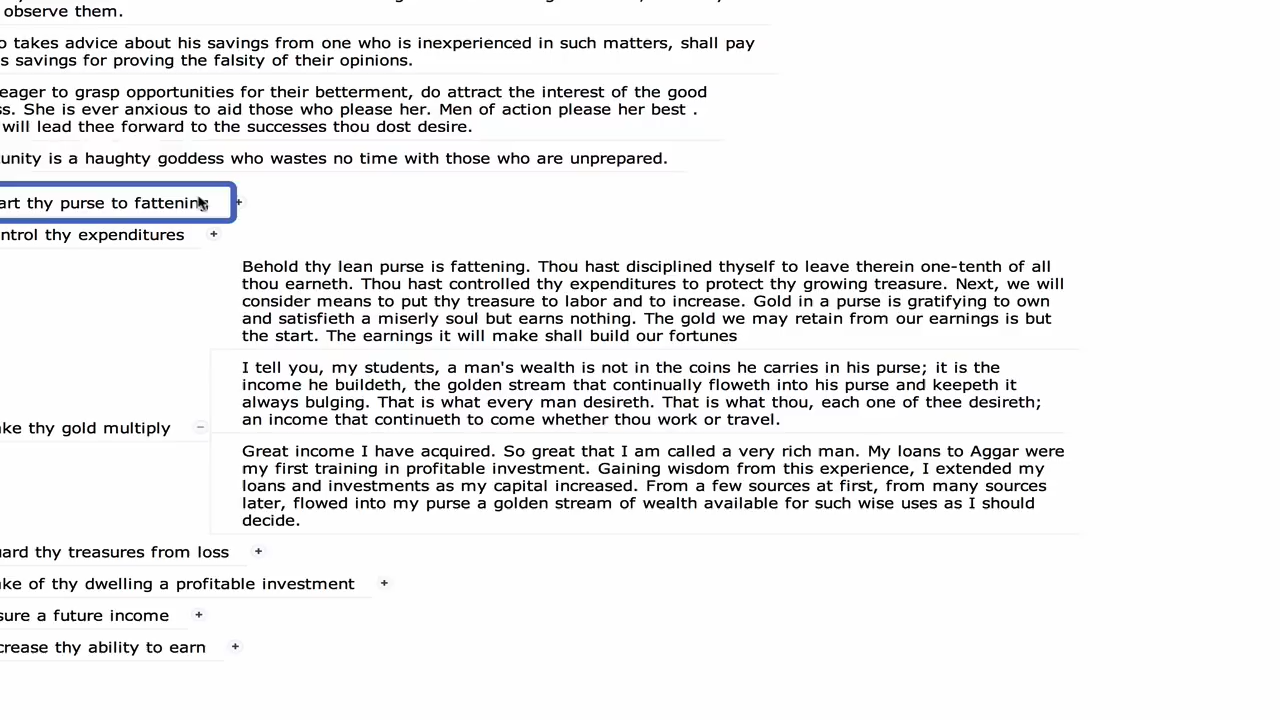 observe them.
o takes advice about his savings from one who is inexperienced in such matters, shall pay
s savings for proving the falsity of their opinions.
eager to grasp opportunities for their betterment, do attract the interest of the good
ss. She is ever anxious to aid those who please her. Men of action please her best .
will lead thee forward to the successes thou dost desire.
unity is a haughty goddess who wastes no time with those who are unprepared.
art thy purse to fattening
ntrol thy expenditures
Behold thy lean purse is fattening. Thou hast disciplined thyself to leave therein one-tenth of all
thou earneth. Thou hast controlled thy expenditures to protect thy growing treasure. Next, we will
consider means to put thy treasure to labor and to increase. Gold in a purse is gratifying to own
and satisfieth a miserly soul but earns nothing. The gold we may retain from our earnings is but
the start. The earnings it will make shall build our fortunes
I tell you, my students, a man's wealth is not in the coins he carries in his purse; it is the
income he buildeth, the golden stream that continually floweth into his purse and keepeth it
always bulging. That is what every man desireth. That is what thou, each one of thee desireth;
an income that continueth to come whether thou work or travel.
ke thy gold multiply
Great income I have acquired. So great that I am called a very rich man. My loans to Aggar were
my first training in profitable investment. Gaining wisdom from this experience, I extended my
loans and investments as my capital increased. From a few sources at first, from many sources
later, flowed into my purse a golden stream of wealth available for such wise uses as I should
decide.
ard thy treasures from loss
ke of thy dwelling a profitable investment
sure a future income
crease thy ability to earn